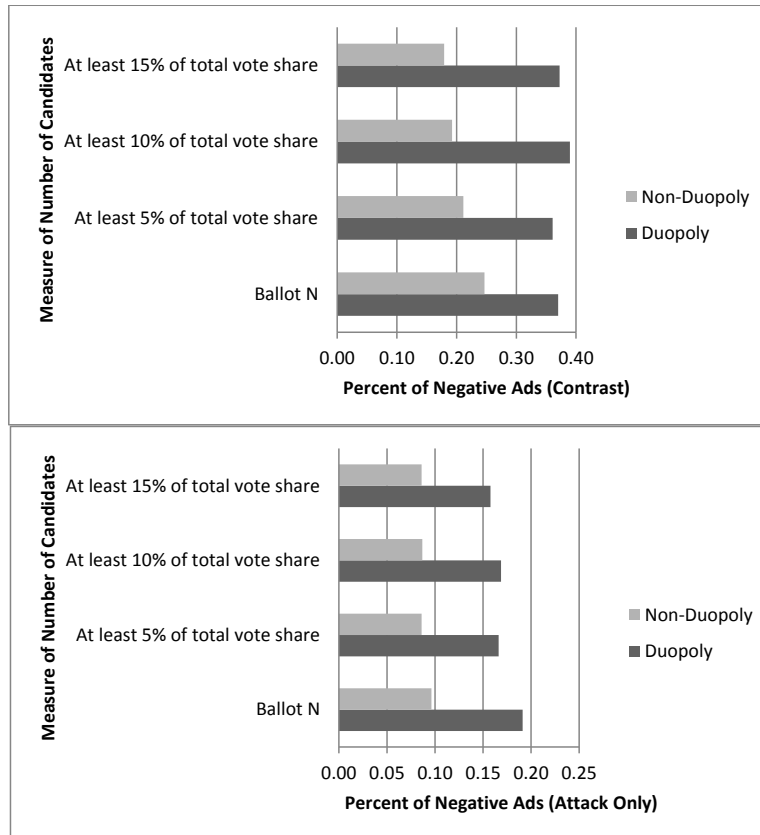 Measure of Number of Candidates
At least 15% of total vote share
At least 10% of total vote share
At least 5% of total vote share
Ballot N
Non-Duopoly
Duopoly
0.00 0.10 0.20 0.30 0.40
Percent of Negative Ads (Contrast)
Measure of Number of Candidates
At least 15% of total vote share
At least 10% of total vote share
At least 5% of total vote share
Ballot N
Non-Duopoly
Duopoly
0.00 0.05 0.10 0.15 0.20 0.25
Percent of Negative Ads (Attack Only)